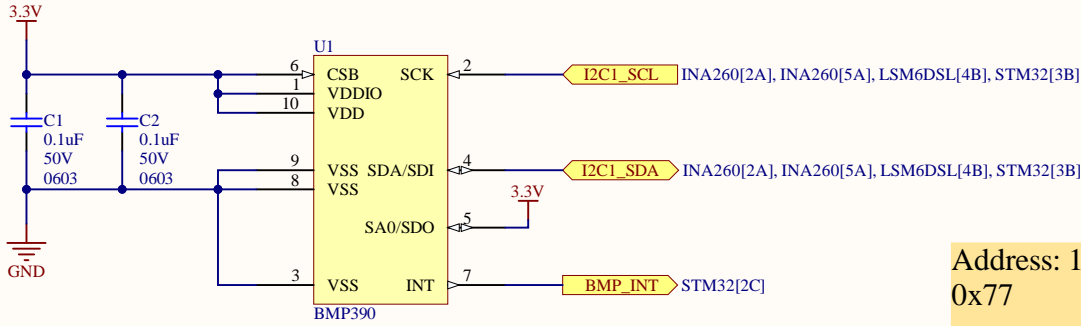 3.3V
U1
6
CSB
SCK
2
I2C1_SCL
INA260[2A], INA260[5A], LSM6DSL[4B], STM32[3B]
1
VDDIO
10
VDD
C1
0.1uF
50V
0603
C2
0.1uF
50V
0603
9
VSS
SDA/SDI
4
I2C1_SDA
INA260[2A], INA260[5A], LSM6DSL[4B], STM32[3B]
8
VSS
3.3V
SA0/SDO
5
GND
3
VSS
INT
7
BMP_INT
STM32[2C]
BMP390
Address: 1
0x77